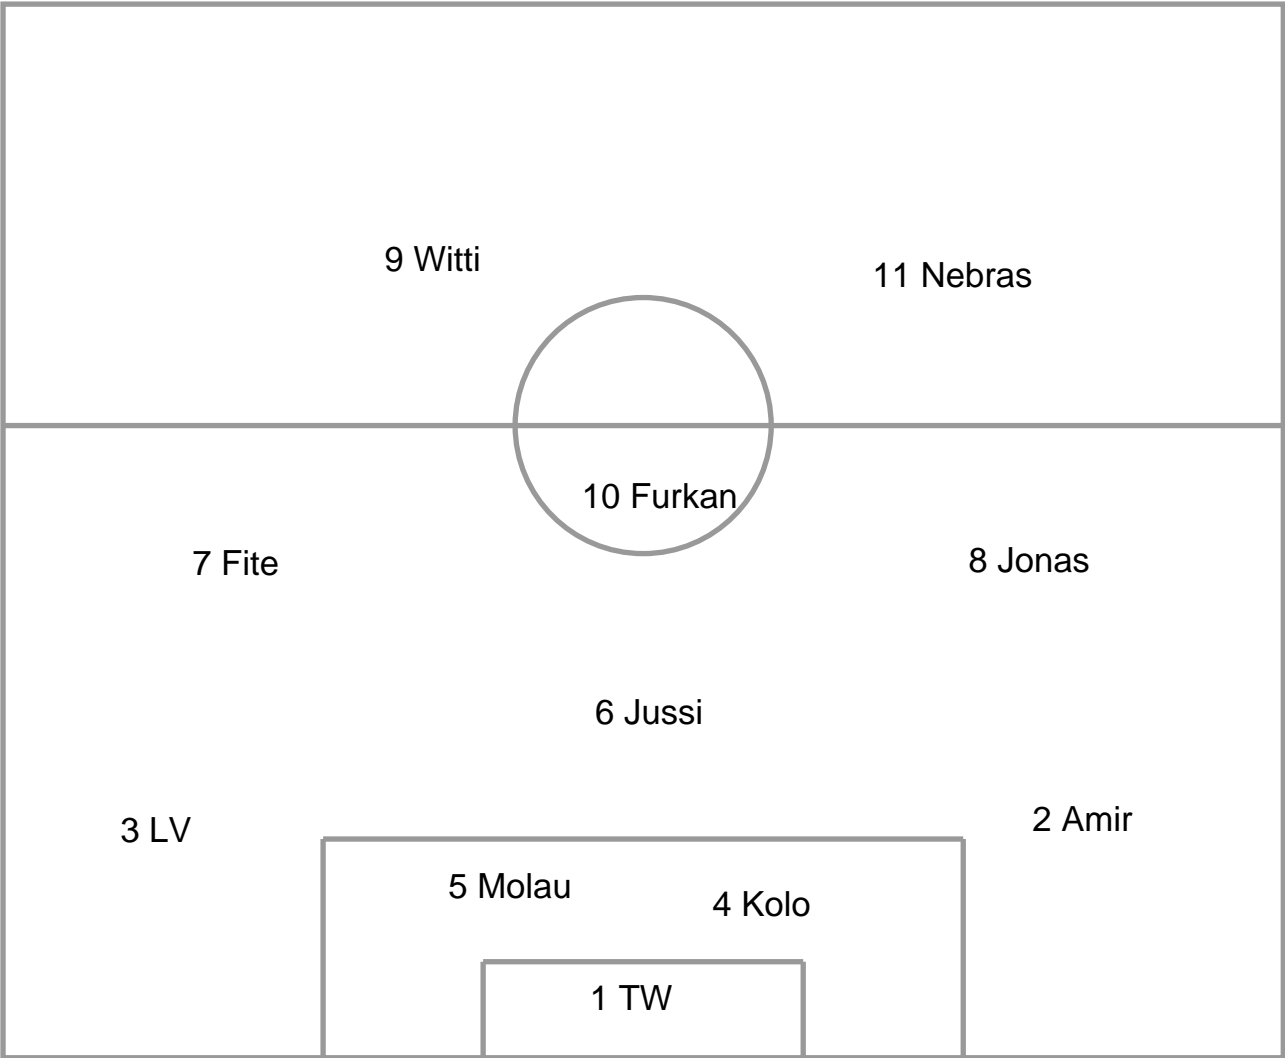 9 Witti
11 Nebras
10 Furkan
7 Fite
8 Jonas
6 Jussi
3 LV
2 Amir
5 Molau
4 Kolo
1 TW